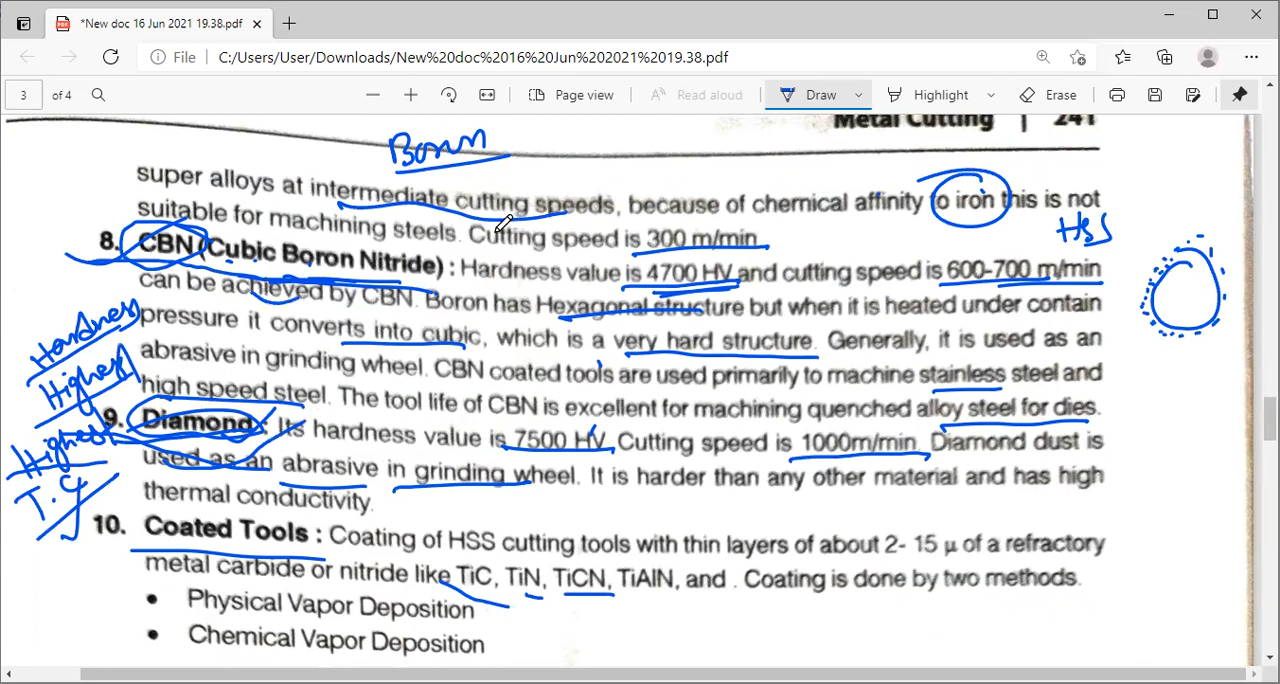 *New doc 16 Jun 2021 19.38.pdf
File C:/Users/User/Downloads/New%20doc%2016%20Jun%202021%2019.38.pdf
3 of 4 Page view Read aloud Draw Highlight Erase
Metal Cutting | 241
Boron
super alloys at intermediate cutting speeds, because of chemical affinity to iron this is not
suitable for machining steels. Cutting speed is 300 m/min.
HSS
8. CBN (Cubic Boron Nitride) : Hardness value is 4700 HV and cutting speed is 600-700 m/min
can be achieved by CBN. Boron has Hexagonal structure but when it is heated under contain
Hardness
pressure it converts into cubic, which is a very hard structure. Generally, it is used as an
abrasive in grinding wheel. CBN coated tools are used primarily to machine stainless steel and
Highest
high speed steel. The tool life of CBN is excellent for machining quenched alloy steel for dies.
9. Diamond : Its hardness value is 7500 HV. Cutting speed is 1000m/min. Diamond dust is
Highest
used as an abrasive in grinding wheel. It is harder than any other material and has high
T.C
thermal conductivity.
10. Coated Tools : Coating of HSS cutting tools with thin layers of about 2- 15 μ of a refractory
metal carbide or nitride like TiC, TiN, TiCN, TiAlN, and . Coating is done by two methods.
• Physical Vapor Deposition
• Chemical Vapor Deposition